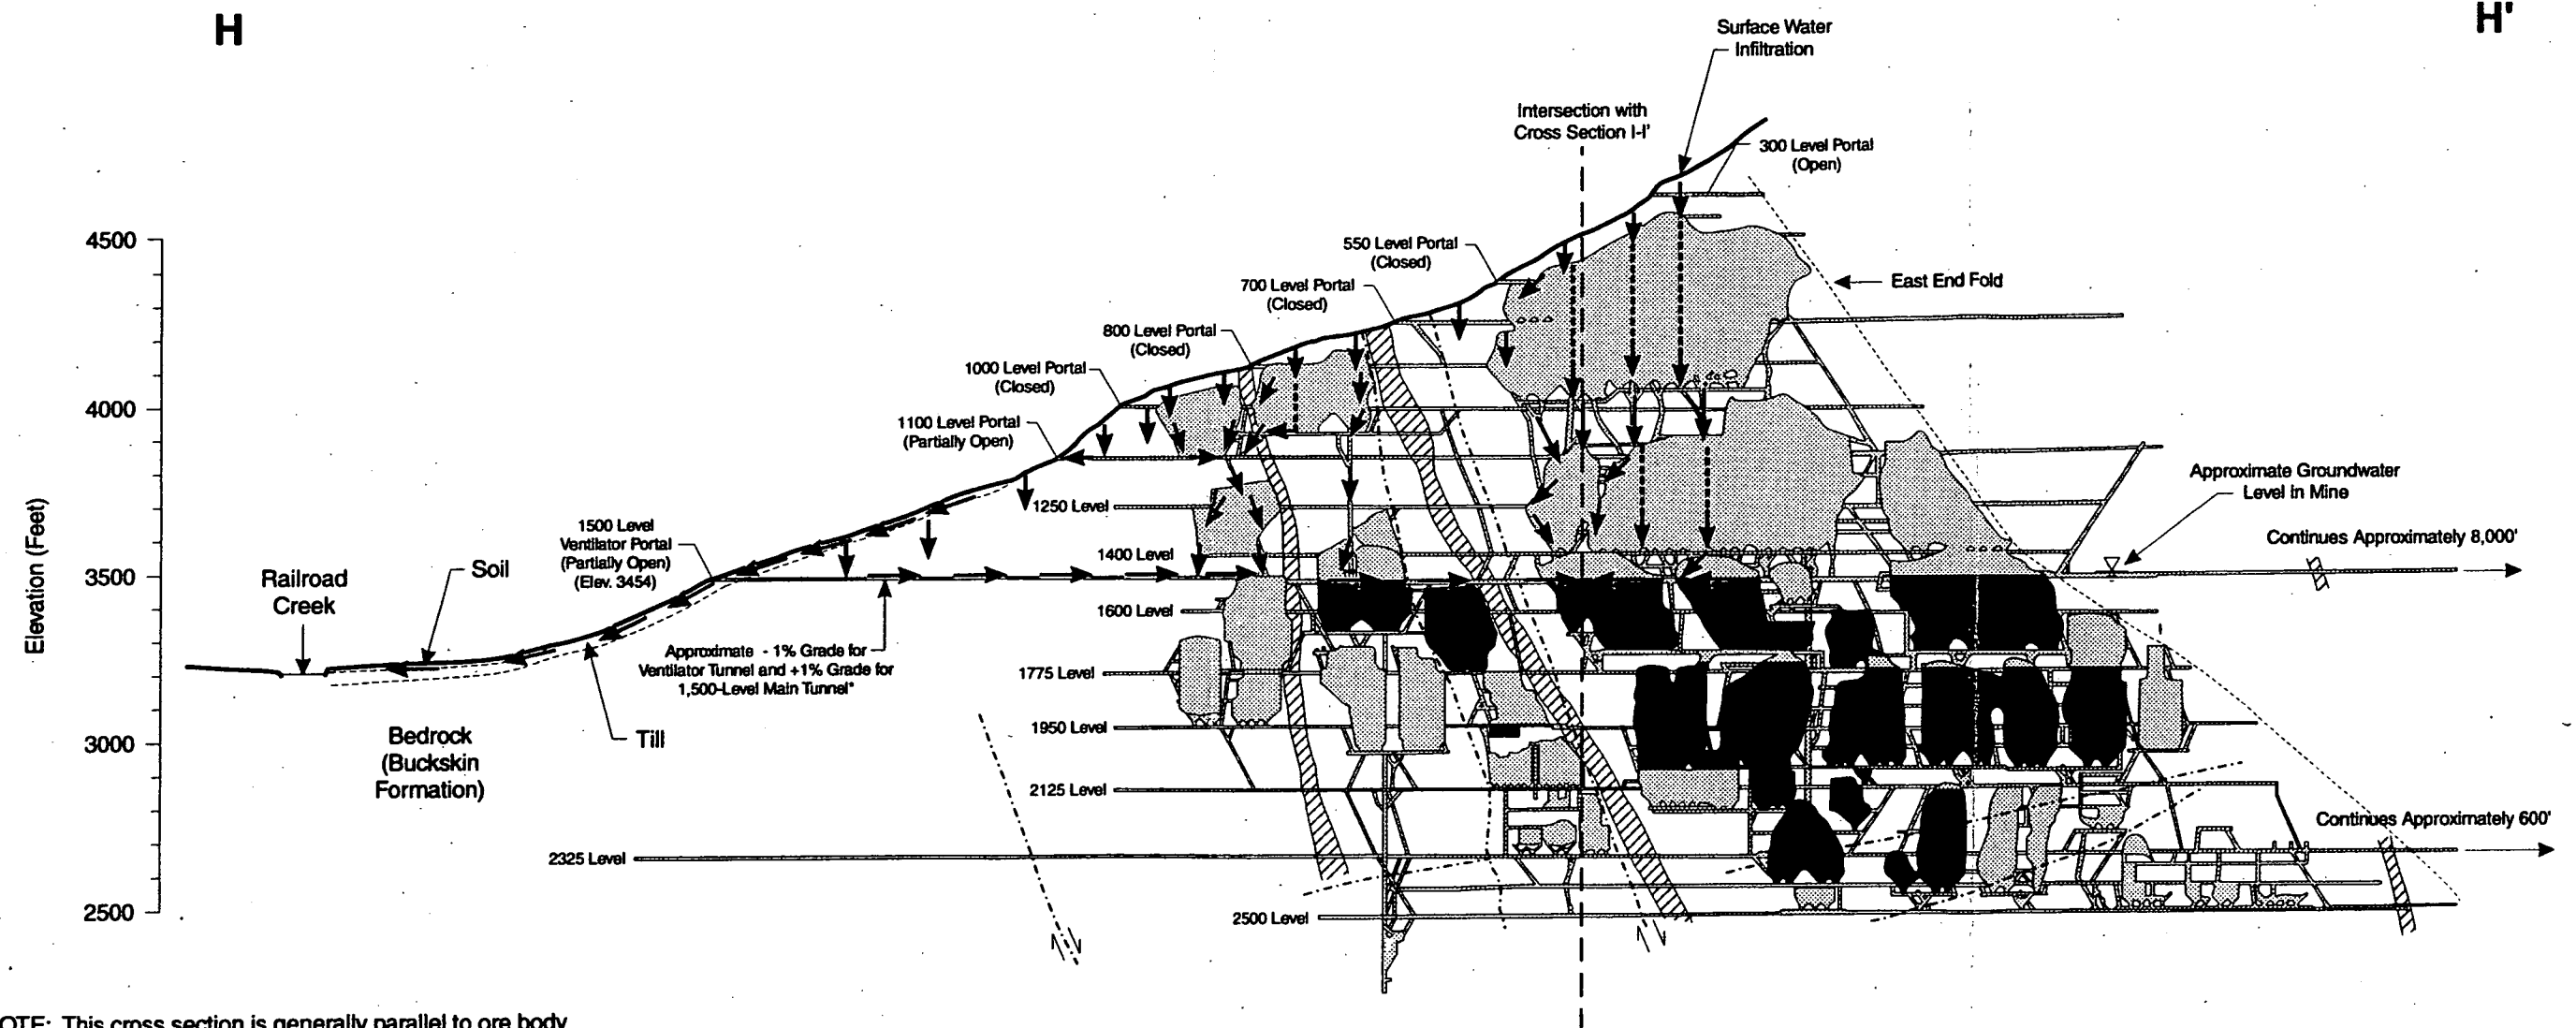 H
H'
Surface Water
Infiltration
Intersection with
Cross Section I-I'
300 Level Portal
(Open)
4500
550 Level Portal
(Closed)
East End Fold
700 Level Portal
(Closed)
800 Level Portal
(Closed)
1000 Level Portal
(Closed)
4000
1100 Level Portal
(Partially Open)
Approximate Groundwater
Level in Mine
1250 Level
Elevation (Feet)
1500 Level
Ventilator Portal
(Partially Open)
(Elev. 3454)
Continues Approximately 8,000'
1400 Level
3500
Soil
Railroad
Creek
1600 Level
Approximate - 1% Grade for
Ventilator Tunnel and +1% Grade for
1,500-Level Main Tunnel*
1775 Level
1950 Level
3000
Till
Bedrock
(Buckskin
Formation)
2125 Level
Continues Approximately 600'
2325 Level
2500
2500 Level
OTE: This cross section is generally parallel to ore body